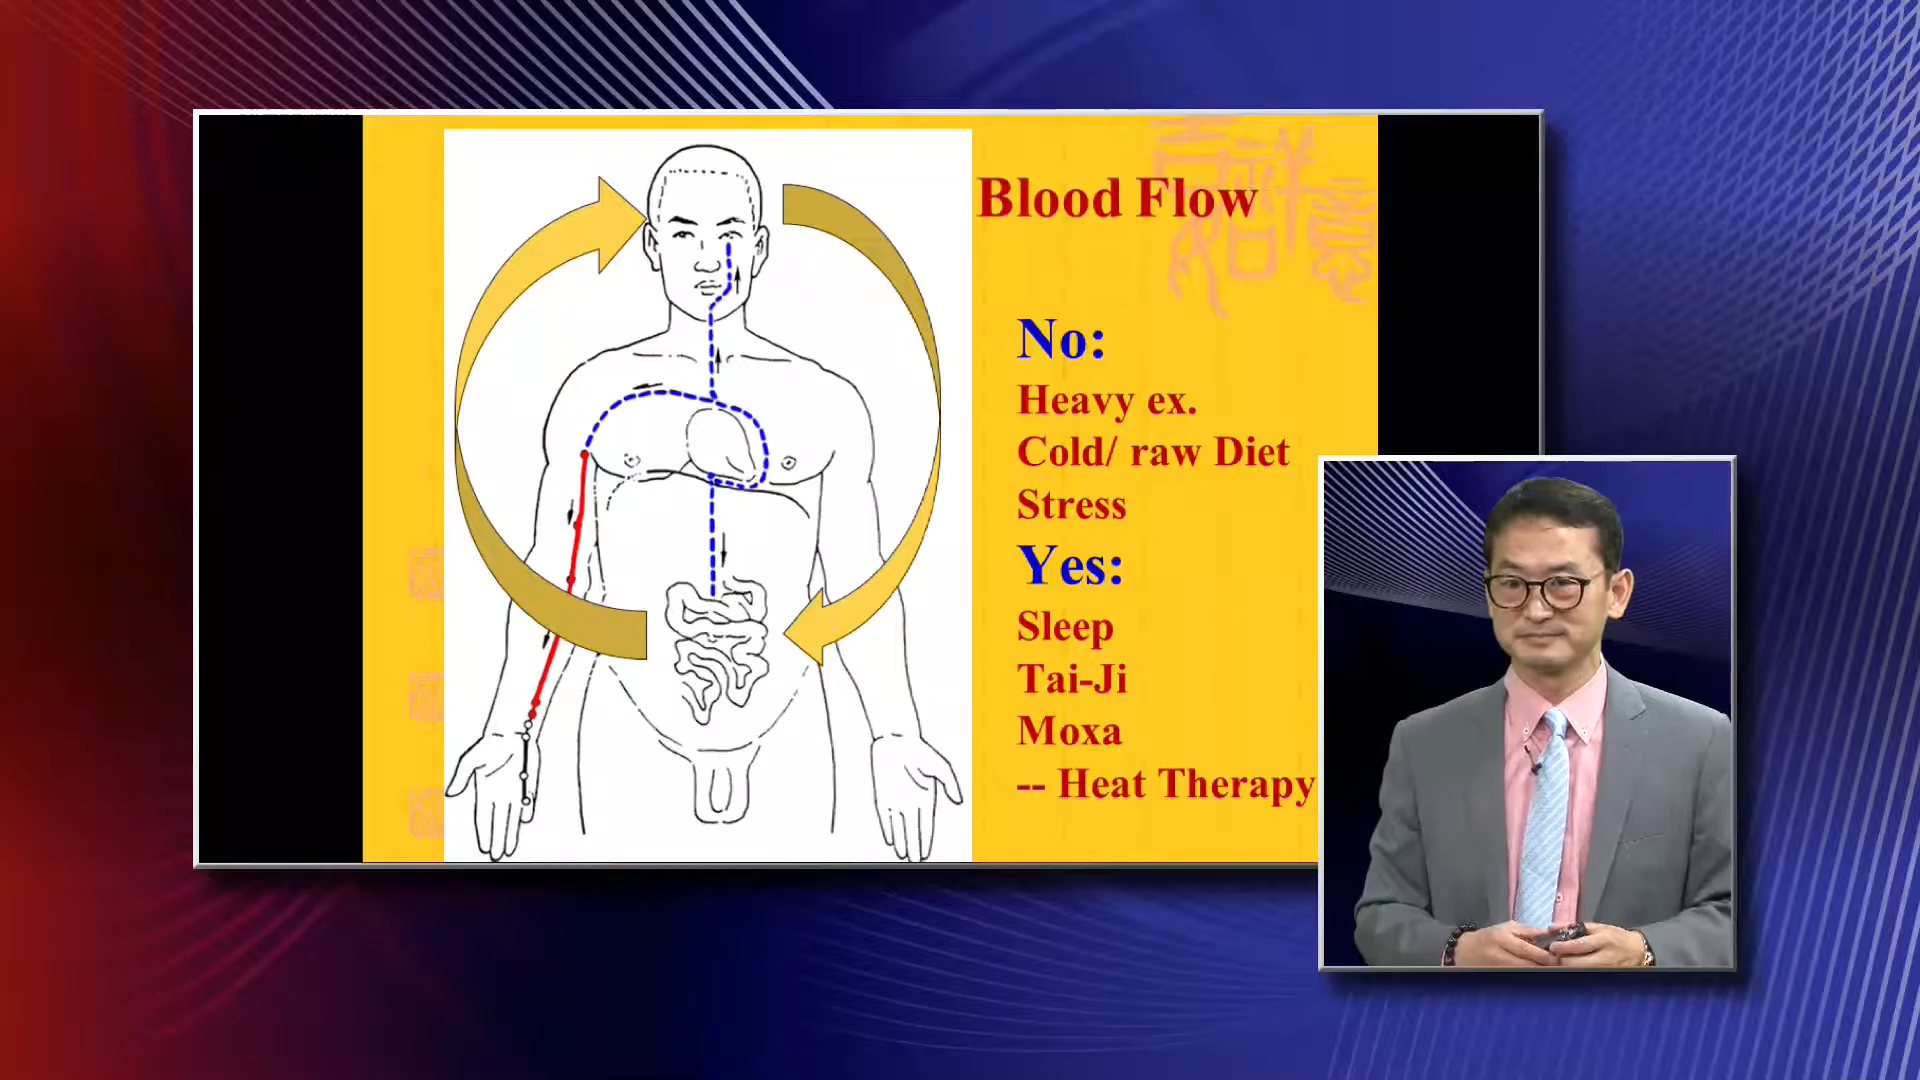 Blood Flow
No:
Heavy ex.
Cold/ raw Diet
Stress
Yes:
Sleep
Tai-Ji
Moxa
-- Heat Therapy